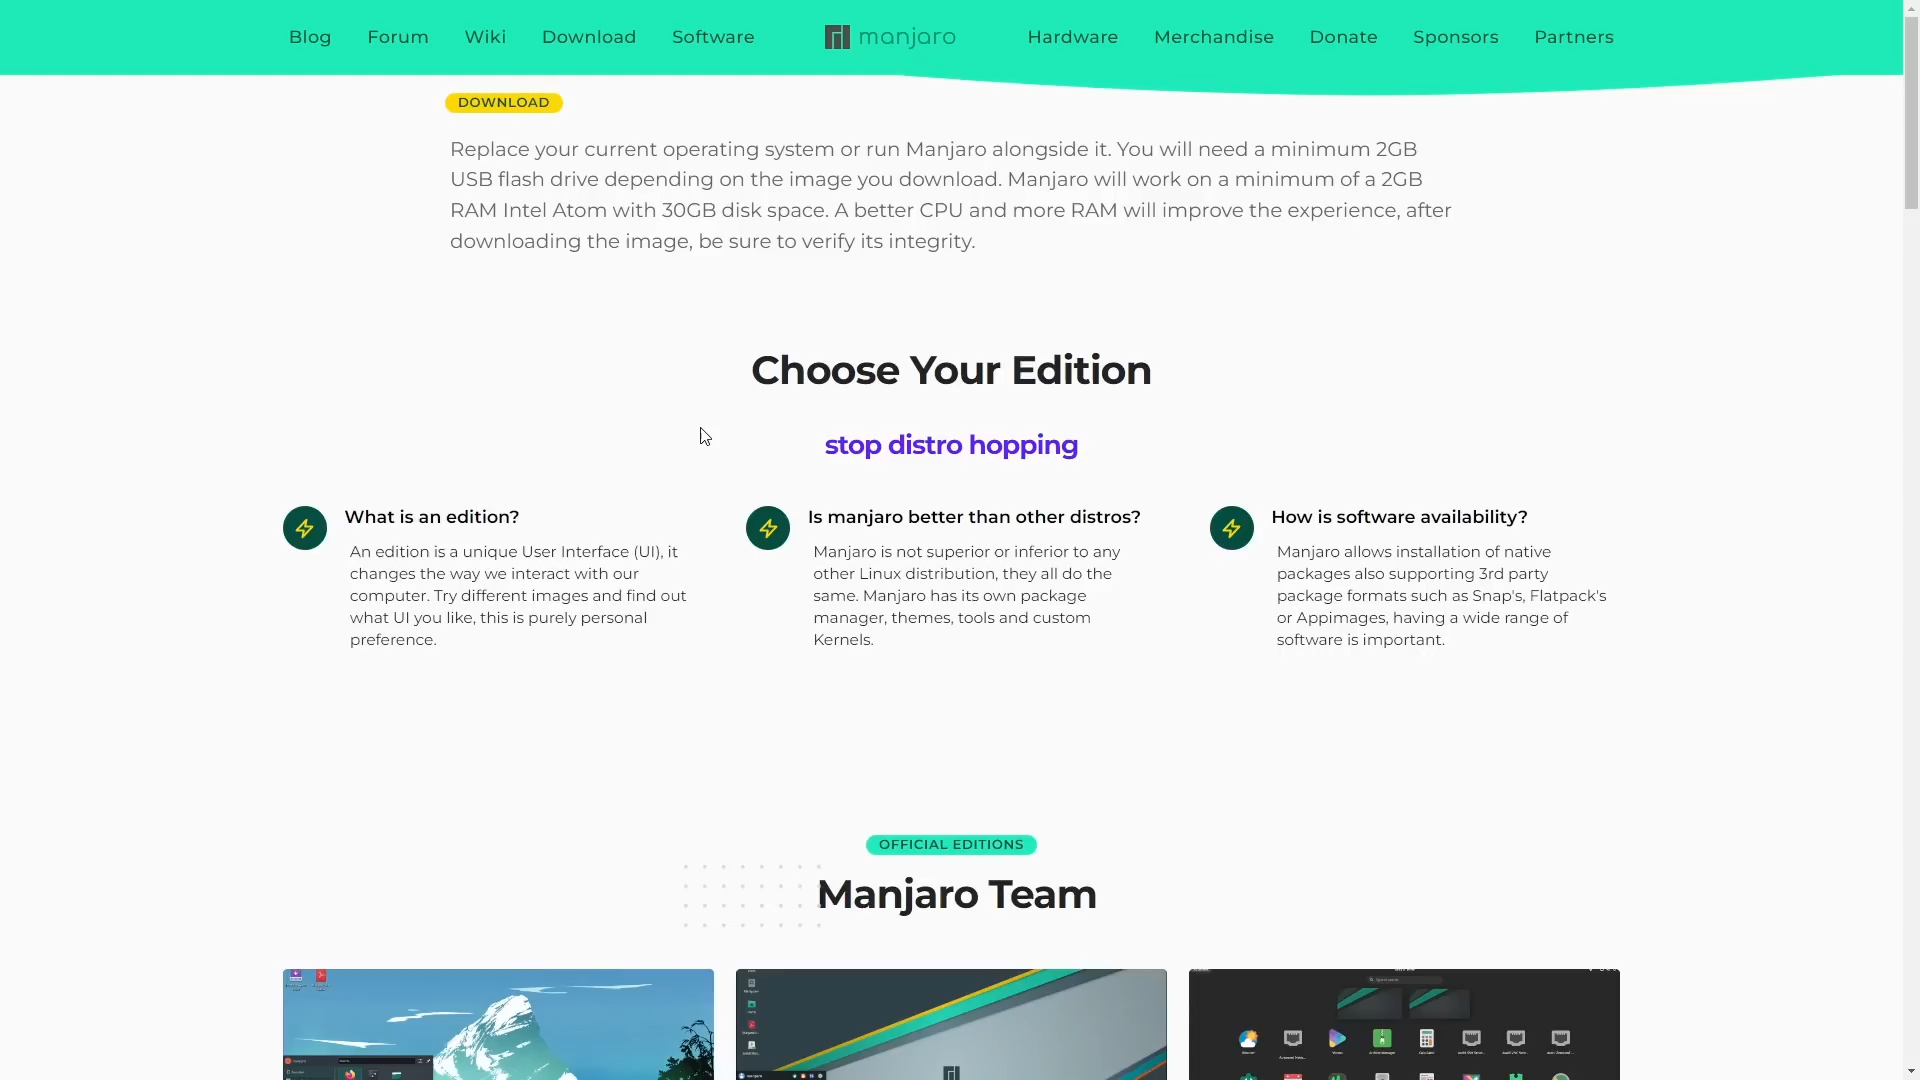 Blog Forum Wiki Download Software manjaro Hardware Merchandise Donate Sponsors Partners
DOWNLOAD
Replace your current operating system or run Manjaro alongside it. You will need a minimum 2GB
USB flash drive depending on the image you download. Manjaro will work on a minimum of a 2GB
RAM Intel Atom with 30GB disk space. A better CPU and more RAM will improve the experience, after
downloading the image, be sure to verify its integrity.
Choose Your Edition
stop distro hopping
What is an edition?
An edition is a unique User Interface (UI), it
changes the way we interact with our
computer. Try different images and find out
what UI you like, this is purely personal
preference.
Is manjaro better than other distros?
Manjaro is not superior or inferior to any
other Linux distribution, they all do the
same. Manjaro has its own package
manager, themes, tools and custom
Kernels.
How is software availability?
Manjaro allows installation of native
packages also supporting 3rd party
package formats such as Snap's, Flatpack's
or Appimages, having a wide range of
software is important.
OFFICIAL EDITIONS
Manjaro Team